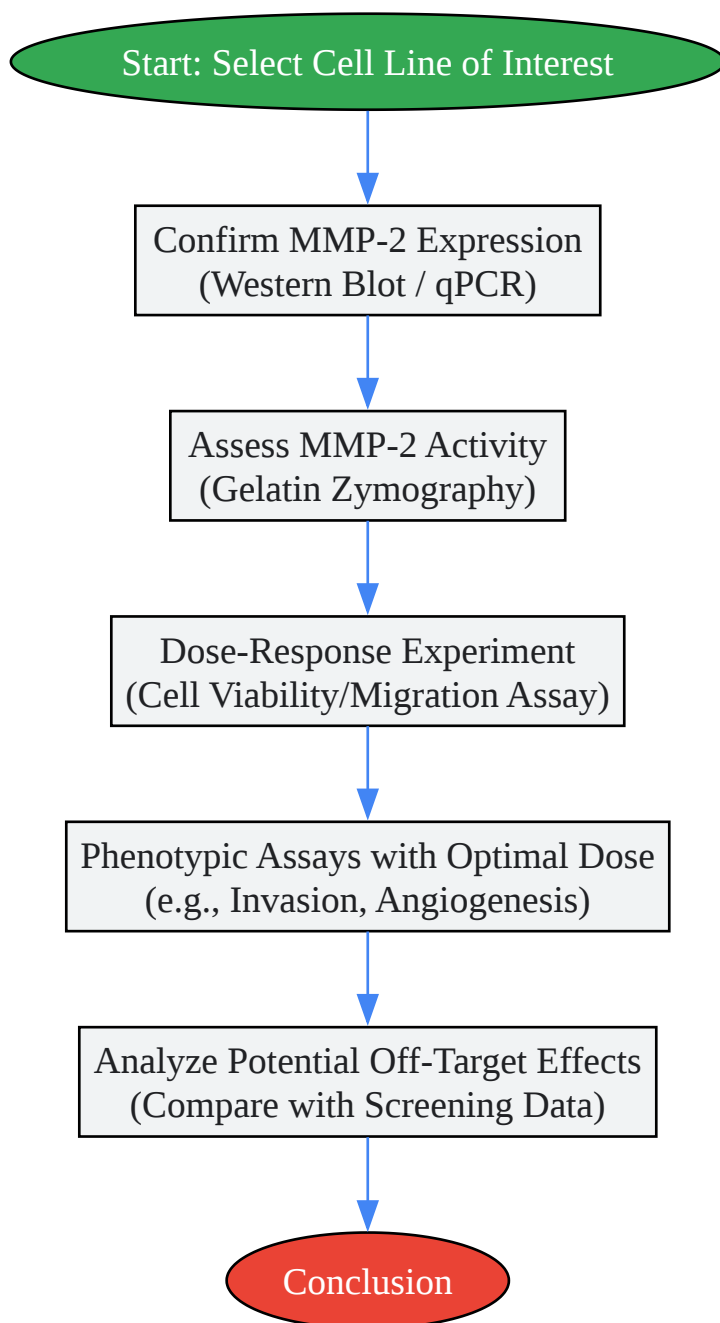 Start: Select Cell Line of Interest
Confirm MMP-2 Expression
(Western Blot / qPCR)
Assess MMP-2 Activity
(Gelatin Zymography)
Dose-Response Experiment
(Cell Viability/Migration Assay)
Phenotypic Assays with Optimal Dose
(e.g., Invasion, Angiogenesis)
Analyze Potential Off-Target Effects
(Compare with Screening Data)
Conclusion